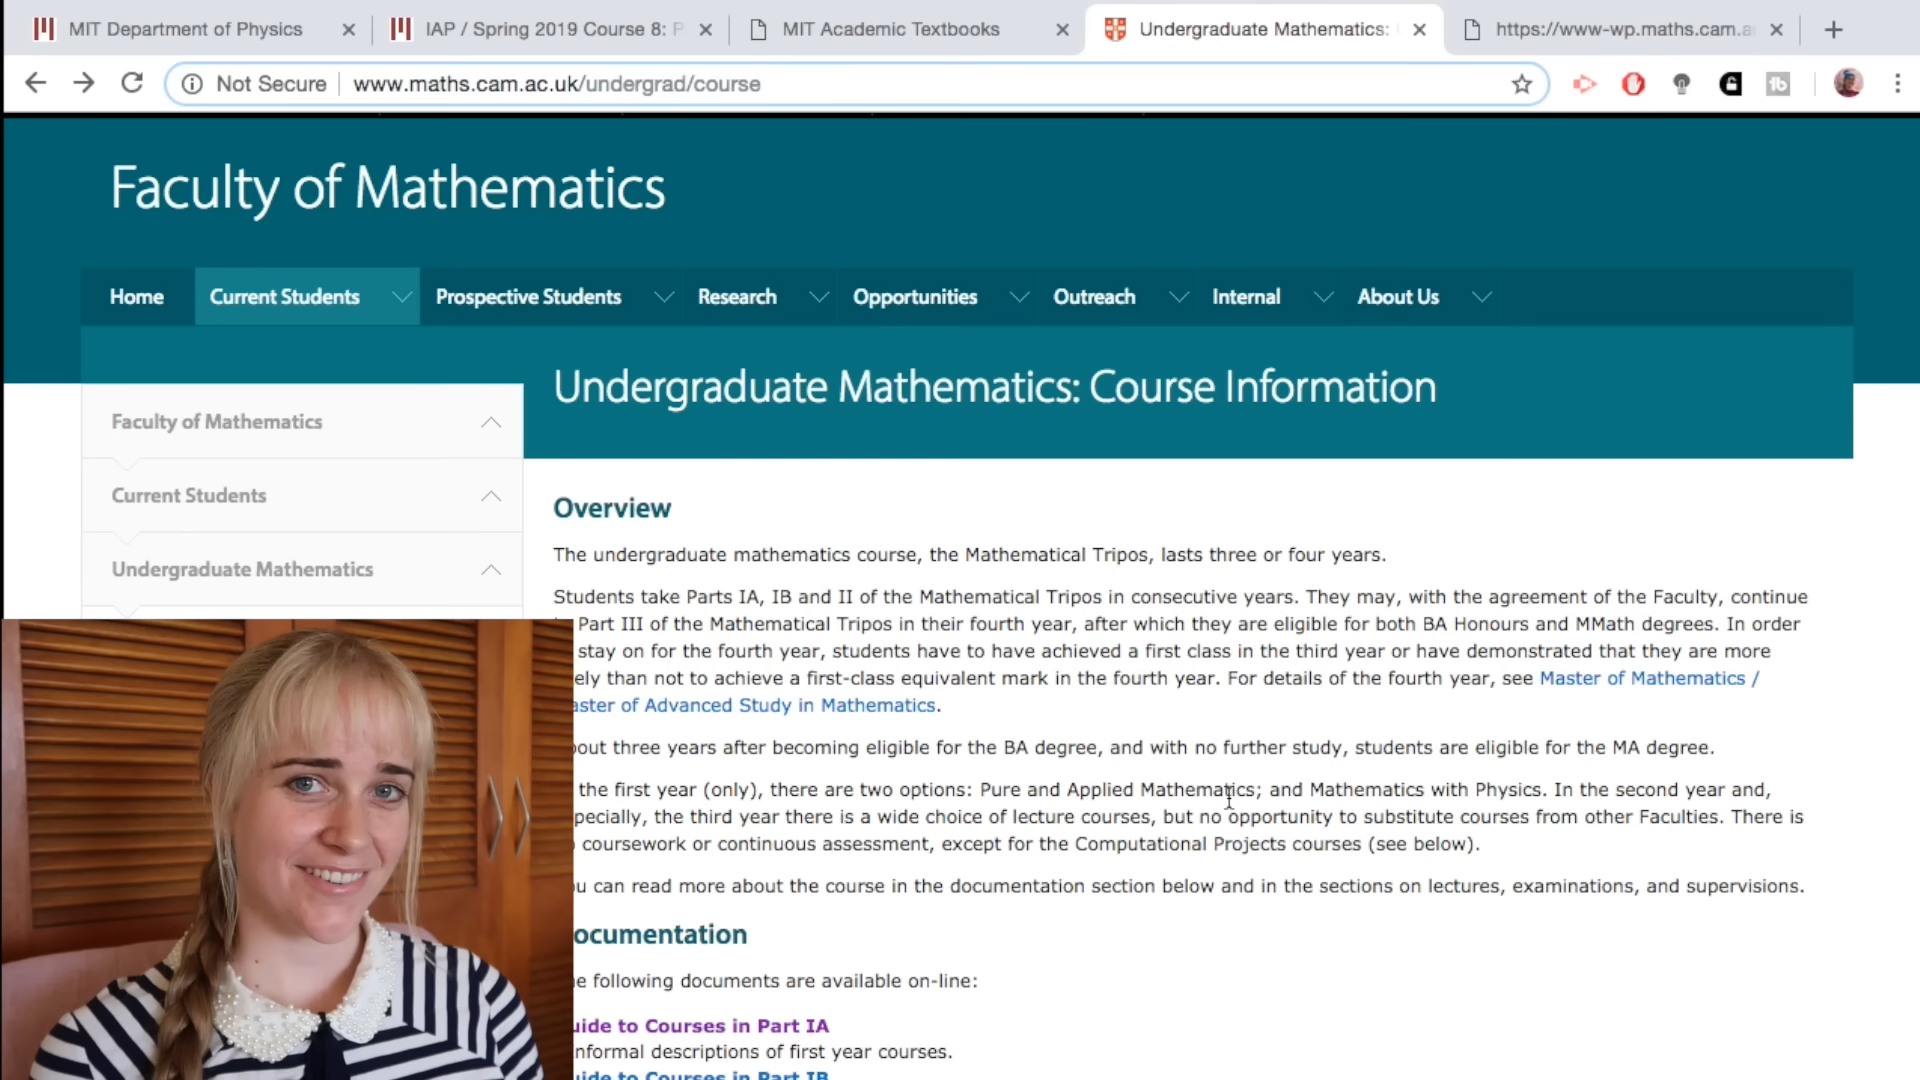 MIT Department of Physics
IAP / Spring 2019 Course 8: P
MIT Academic Textbooks
Undergraduate Mathematics:
https://www-wp.maths.cam.a
Not Secure
www.maths.cam.ac.uk/undergrad/course
Faculty of Mathematics
Home
Current Students
Prospective Students
Research
Opportunities
Outreach
Internal
About Us
Undergraduate Mathematics: Course Information
Faculty of Mathematics
Current Students
Undergraduate Mathematics
Overview
The undergraduate mathematics course, the Mathematical Tripos, lasts three or four years.
Students take Parts IA, IB and II of the Mathematical Tripos in consecutive years. They may, with the agreement of the Faculty, continue
Part III of the Mathematical Tripos in their fourth year, after which they are eligible for both BA Honours and MMath degrees. In order
stay on for the fourth year, students have to have achieved a first class in the third year or have demonstrated that they are more
ely than not to achieve a first-class equivalent mark in the fourth year. For details of the fourth year, see Master of Mathematics /
aster of Advanced Study in Mathematics.
out three years after becoming eligible for the BA degree, and with no further study, students are eligible for the MA degree.
the first year (only), there are two options: Pure and Applied Mathematics; and Mathematics with Physics. In the second year and,
pecially, the third year there is a wide choice of lecture courses, but no opportunity to substitute courses from other Faculties. There is
coursework or continuous assessment, except for the Computational Projects courses (see below).
u can read more about the course in the documentation section below and in the sections on lectures, examinations, and supervisions.
ocumentation
e following documents are available on-line:
uide to Courses in Part IA
nformal descriptions of first year courses.
uide to Courses in Part IB